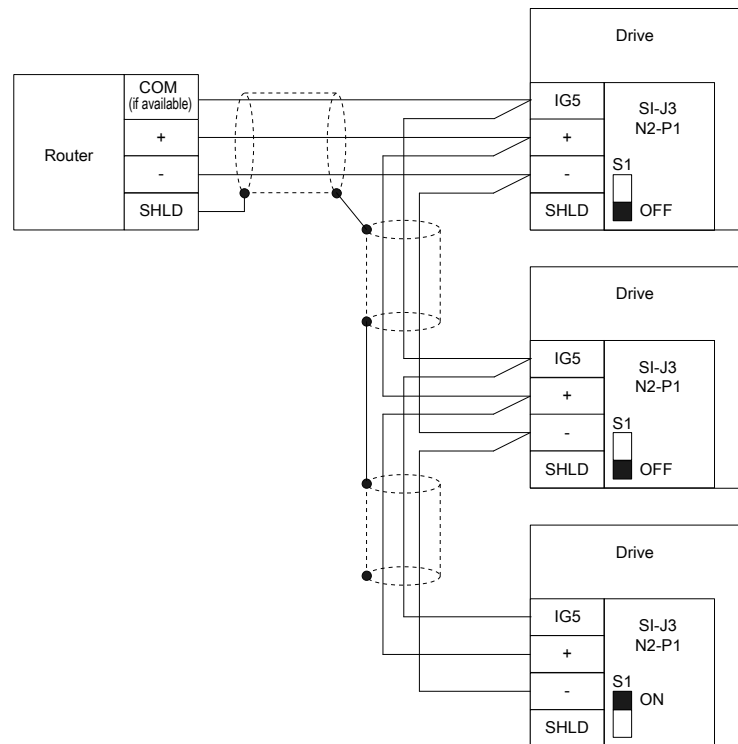 Router
COM
(if available)
+
-
SHLD
Drive
IG5
+
-
SHLD
SI-J3
N2-P1
S1
OFF
Drive
IG5
+
-
SHLD
SI-J3
N2-P1
S1
OFF
Drive
IG5
+
-
SHLD
SI-J3
N2-P1
S1
ON